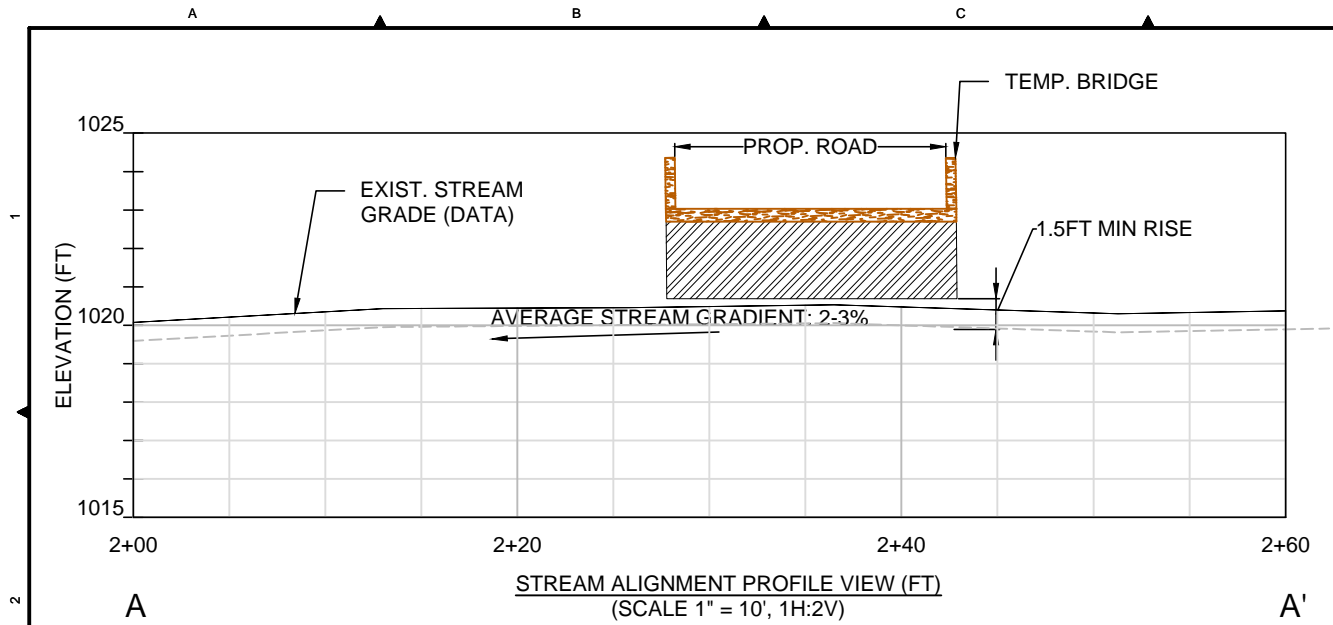 A B C
TEMP. BRIDGE
1025
PROP. ROAD
1
EXIST. STREAM
GRADE (DATA)
1.5FT MIN RISE
ELEVATION (FT)
1020
AVERAGE STREAM GRADIENT: 2-3%
1015
2+00 2+20 2+40 2+60
STREAM ALIGNMENT PROFILE VIEW (FT)
(SCALE 1" = 10', 1H:2V)
2
A A'